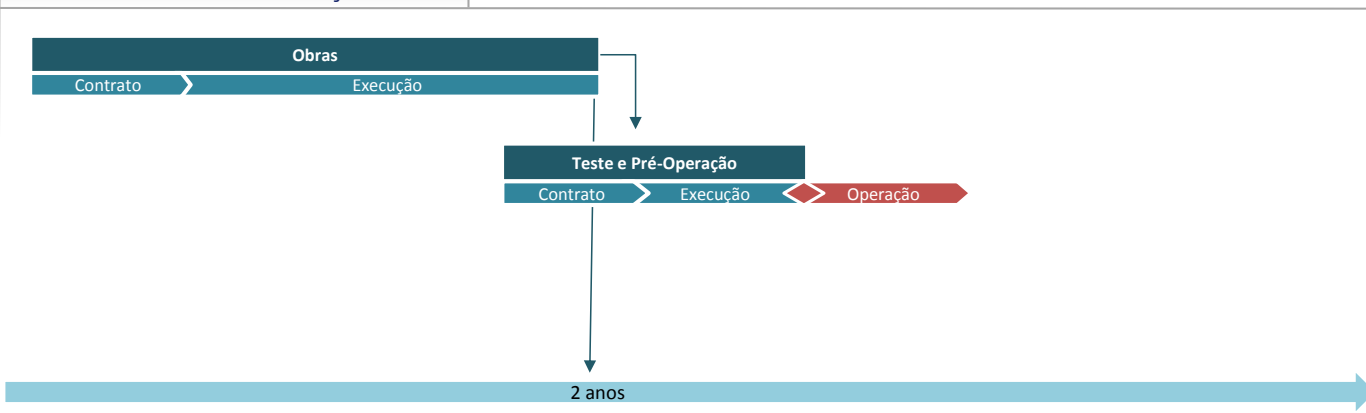 Obras
Contrato
Execução
Teste e Pré-Operação
Contrato
Execução
Operação
2 anos